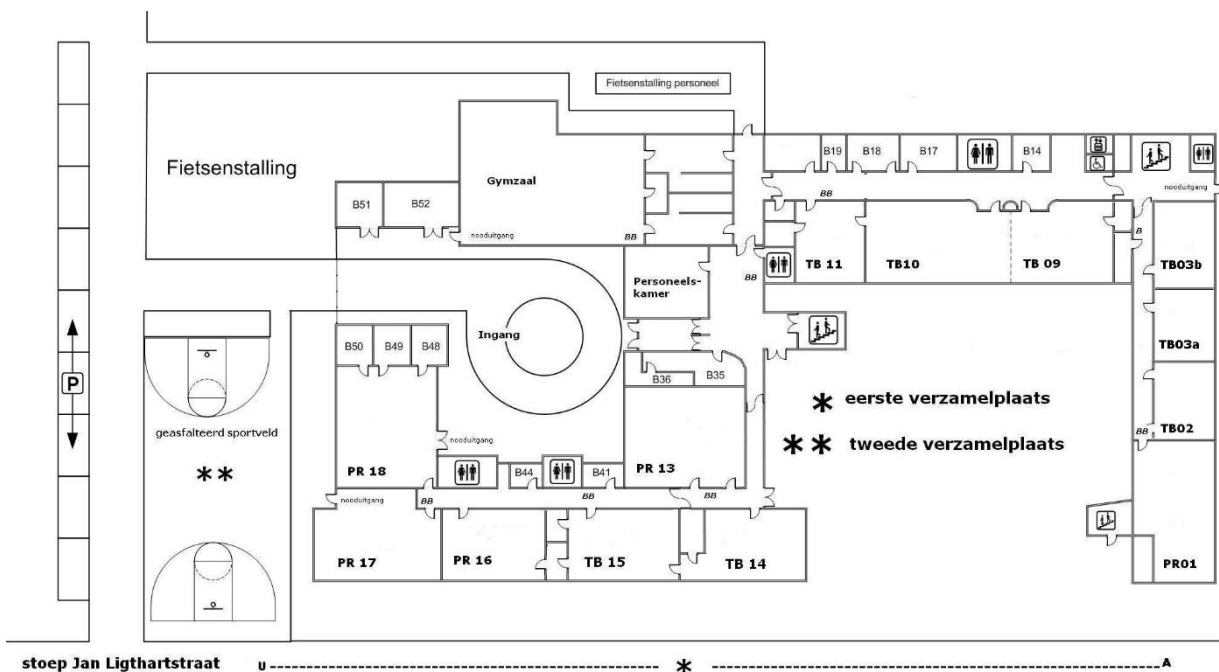 Fietsenstalling personeel
Fietsenstalling
Gymzaal
B19
B18
B17
B14
BB
nooduitgang
B51
B52
nooduitgang
BB
B
TB 11
TB10
TB 09
TB03b
BB
Personeels-
kamer
Ingang
B50
B49
B48
B36
B35
TB03a
P
* eerste verzamelplaats
** tweede verzamelplaats
geasfalteerd sportveld
**
nooduitgang
PR 18
B44
B41
PR 13
BB
TB02
nooduitgang
BB
BB
BB
PR 17
PR 16
TB 15
TB 14
PR01
stoep Jan Ligthartstraat U * A